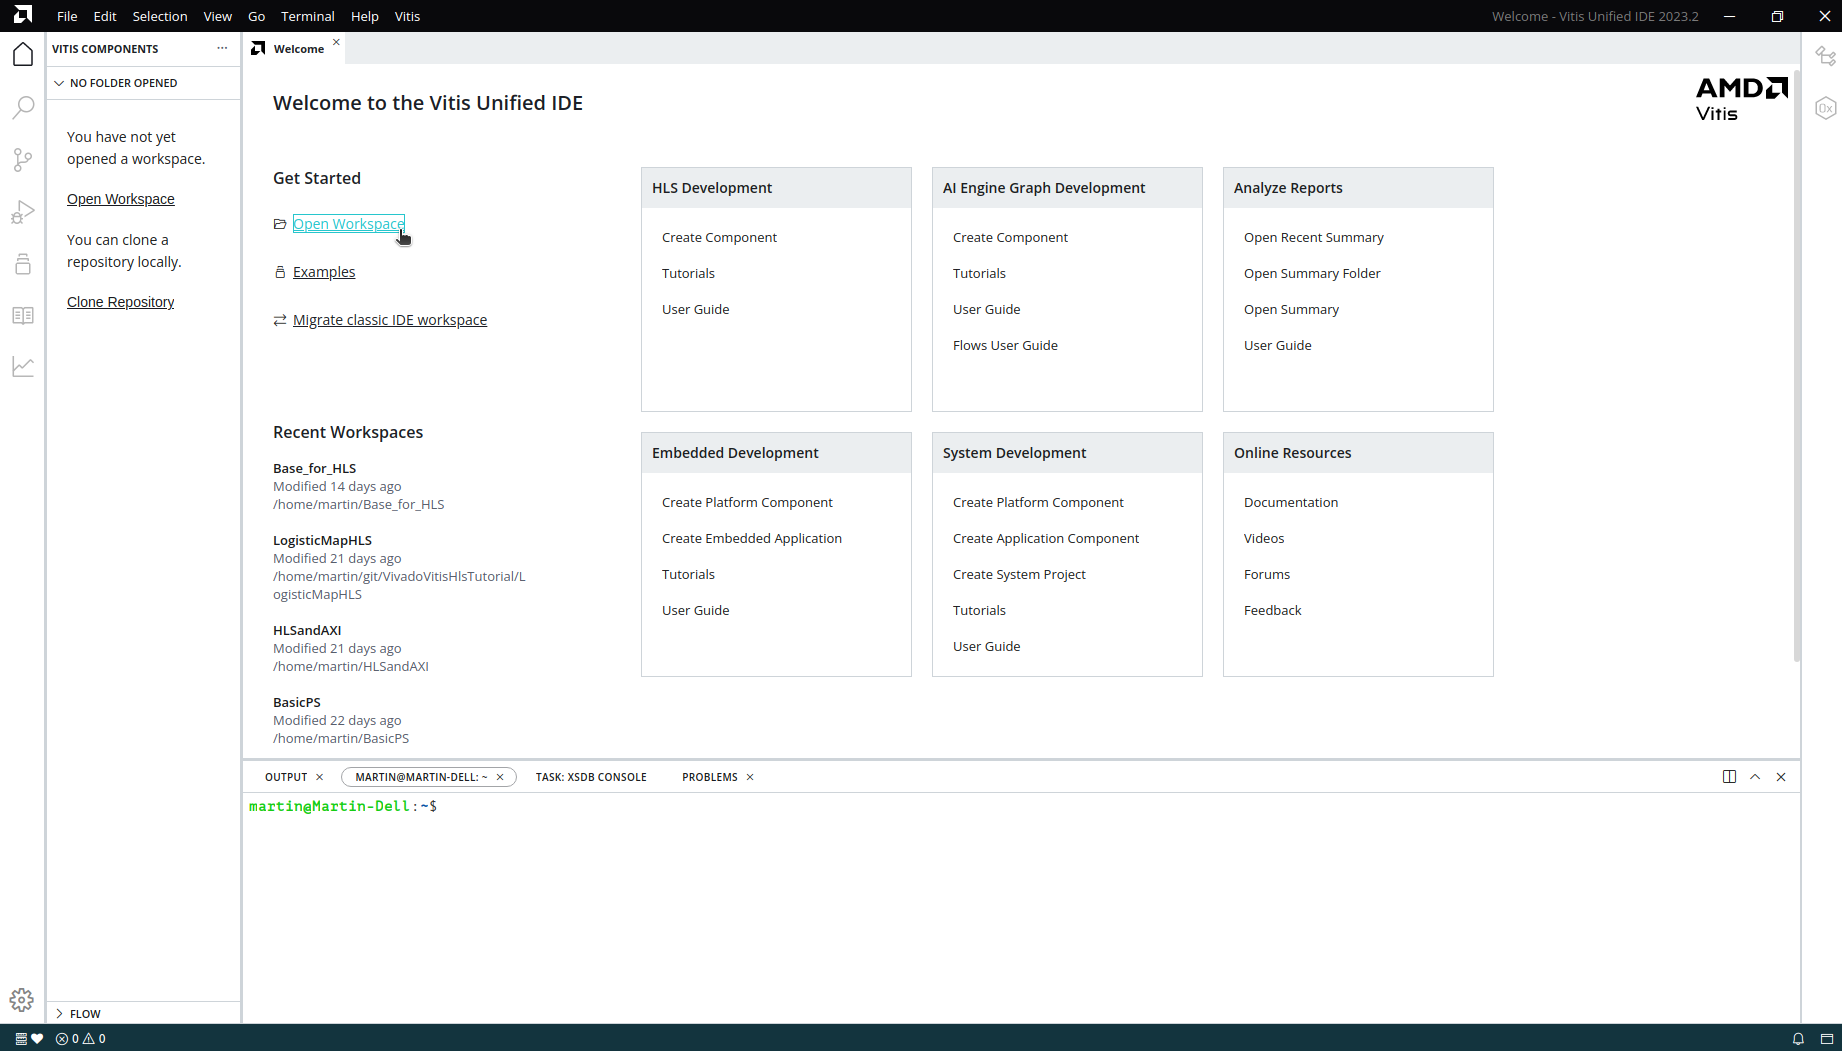 File Edit Selection View Go Terminal Help Vitis
Welcome - Vitis Unified IDE 2023.2
VITIS COMPONENTS
NO FOLDER OPENED
You have not yet
opened a workspace.
Open Workspace
You can clone a
repository locally.
Clone Repository
FLOW
Welcome
Welcome to the Vitis Unified IDE
AMD
Vitis
Get Started
Open Workspace
Examples
Migrate classic IDE workspace
Recent Workspaces
Base_for_HLS
Modified 14 days ago
/home/martin/Base_for_HLS
LogisticMapHLS
Modified 21 days ago
/home/martin/git/VivadoVitisHlsTutorial/L
ogisticMapHLS
HLSandAXI
Modified 21 days ago
/home/martin/HLSandAXI
BasicPS
Modified 22 days ago
/home/martin/BasicPS
HLS Development
Create Component
Tutorials
User Guide
AI Engine Graph Development
Create Component
Tutorials
User Guide
Flows User Guide
Analyze Reports
Open Recent Summary
Open Summary Folder
Open Summary
User Guide
Embedded Development
Create Platform Component
Create Embedded Application
Tutorials
User Guide
System Development
Create Platform Component
Create Application Component
Create System Project
Tutorials
User Guide
Online Resources
Documentation
Videos
Forums
Feedback
0x
OUTPUT MARTIN@MARTIN-DELL: ~ TASK: XSDB CONSOLE PROBLEMS
martin@Martin-Dell:~$
0 0